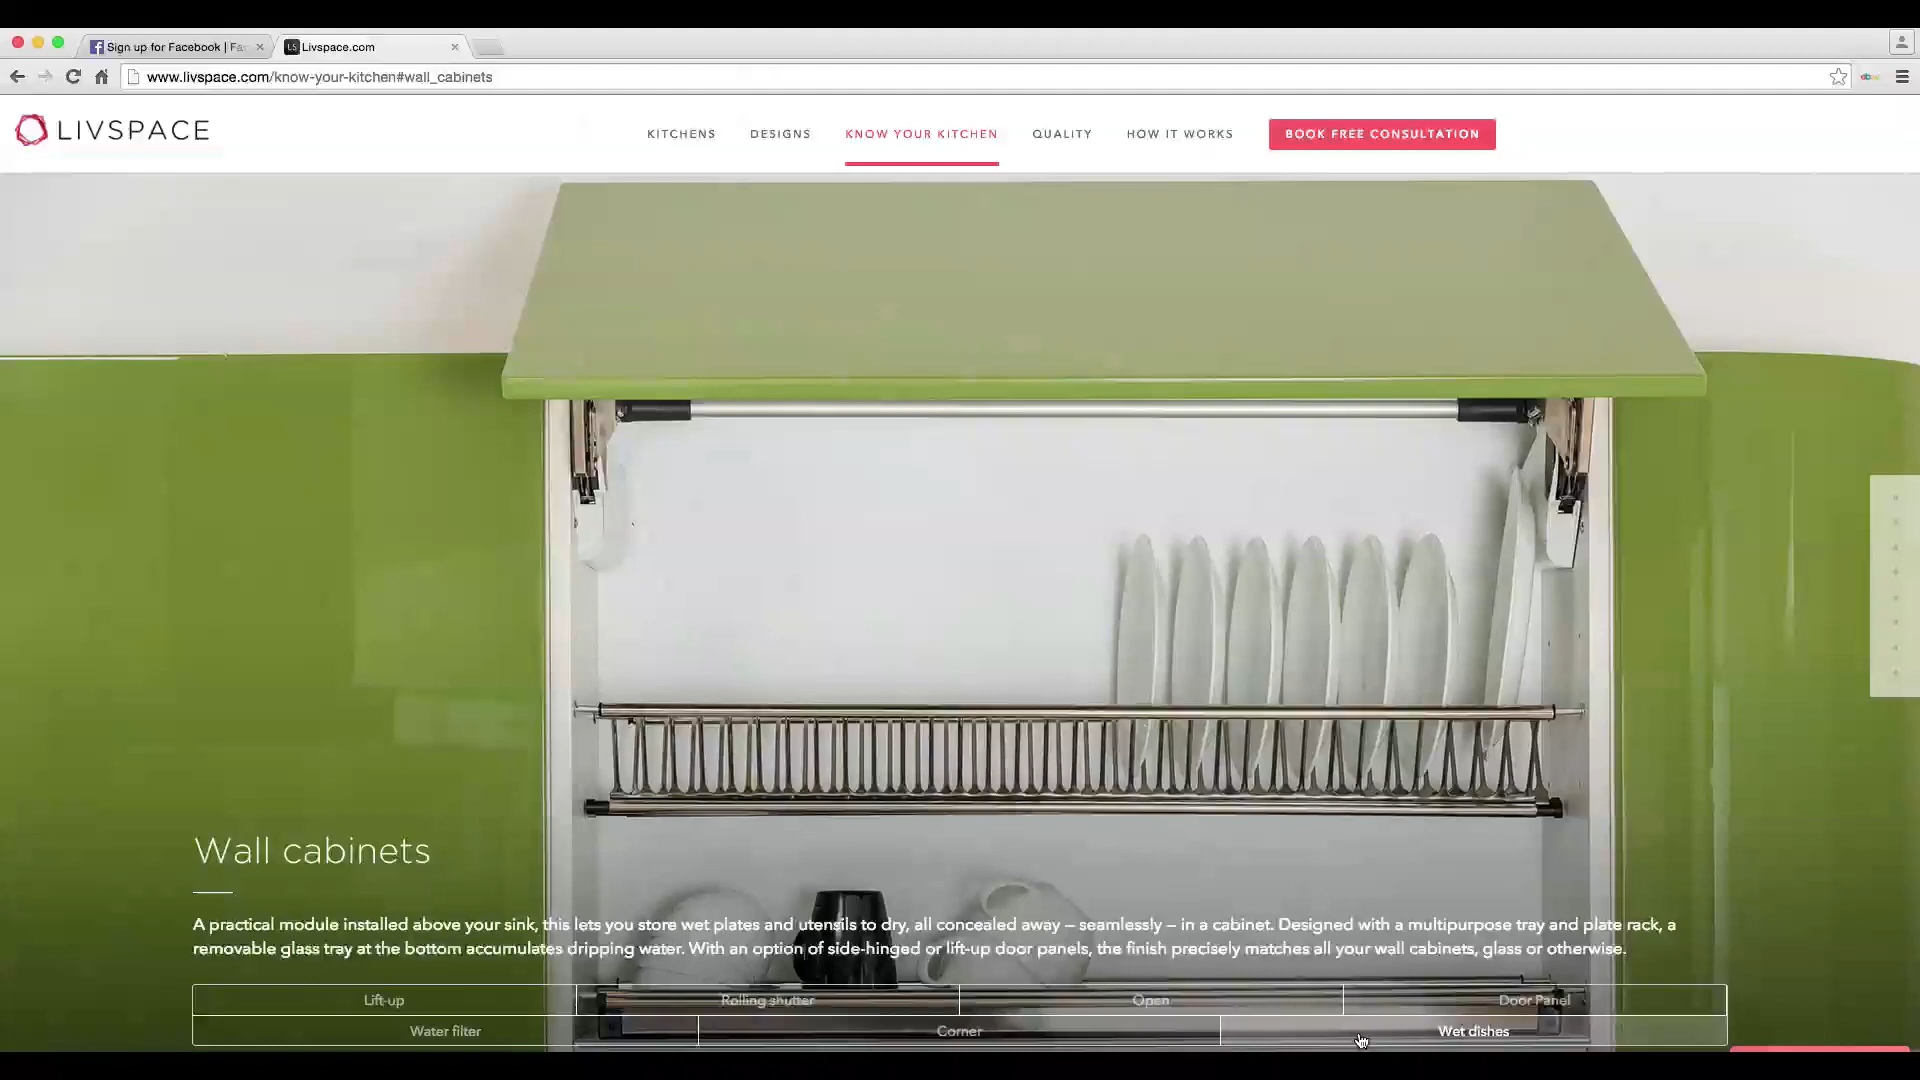 Sign up for Facebook | Fa
LS Livspace.com
www.livspace.com/know-your-kitchen#wall_cabinets
ebay
LIVSPACE
KITCHENS DESIGNS KNOW YOUR KITCHEN QUALITY HOW IT WORKS BOOK FREE CONSULTATION
Wall cabinets
A practical module installed above your sink, this lets you store wet plates and utensils to dry, all concealed away – seamlessly – in a cabinet. Designed with a multipurpose tray and plate rack, a
removable glass tray at the bottom accumulates dripping water. With an option of side-hinged or lift-up door panels, the finish precisely matches all your wall cabinets, glass or otherwise.
Lift-up Rolling shutter Open Door Panel
Water filter Corner Wet dishes